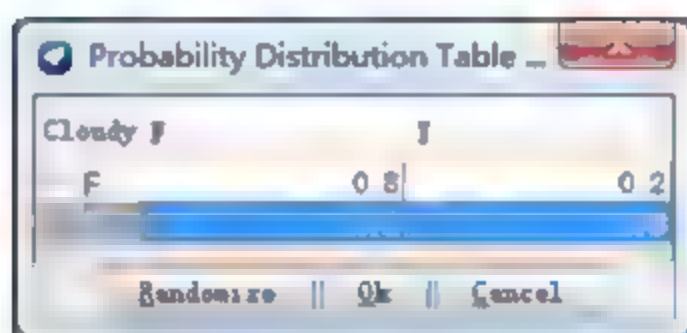 Probability Distribution Table ...
Cloudy F T
F 0.8 0.2
Randomize Ok Cancel